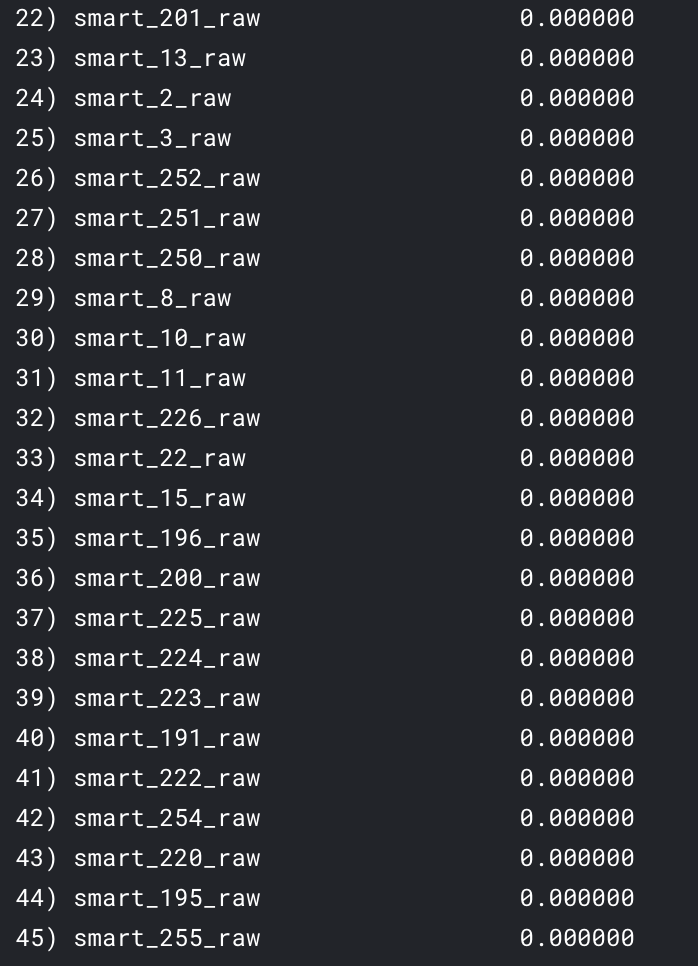 22) smart_201_raw 0.000000
23) smart_13_raw 0.000000
24) smart_2_raw 0.000000
25) smart_3_raw 0.000000
26) smart_252_raw 0.000000
27) smart_251_raw 0.000000
28) smart_250_raw 0.000000
29) smart_8_raw 0.000000
30) smart_10_raw 0.000000
31) smart_11_raw 0.000000
32) smart_226_raw 0.000000
33) smart_22_raw 0.000000
34) smart_15_raw 0.000000
35) smart_196_raw 0.000000
36) smart_200_raw 0.000000
37) smart_225_raw 0.000000
38) smart_224_raw 0.000000
39) smart_223_raw 0.000000
40) smart_191_raw 0.000000
41) smart_222_raw 0.000000
42) smart_254_raw 0.000000
43) smart_220_raw 0.000000
44) smart_195_raw 0.000000
45) smart_255_raw 0.000000